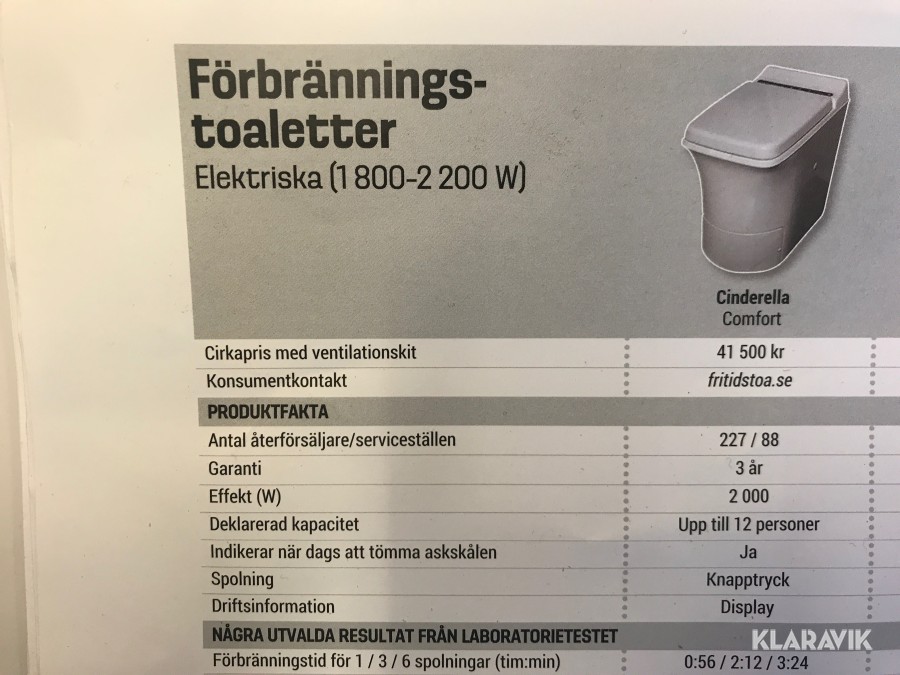 Förbrännings-
toaletter
Elektriska (1 800-2 200 W)
Cinderella
Comfort
Cirkapris med ventilationskit 41 500 kr
Konsumentkontakt fritidstoa.se
PRODUKTFAKTA
Antal återförsäljare/serviceställen 227 / 88
Garanti 3 år
Effekt (W) 2 000
Deklarerad kapacitet Upp till 12 personer
Indikerar när dags att tömma askskålen Ja
Spolning Knapptryck
Driftsinformation Display
NÅGRA UTVALDA RESULTAT FRÅN LABORATORIETESTET
KLARAVIK
Förbränningstid för 1 / 3 / 6 spolningar (tim:min) 0:56 / 2:12 / 3:24